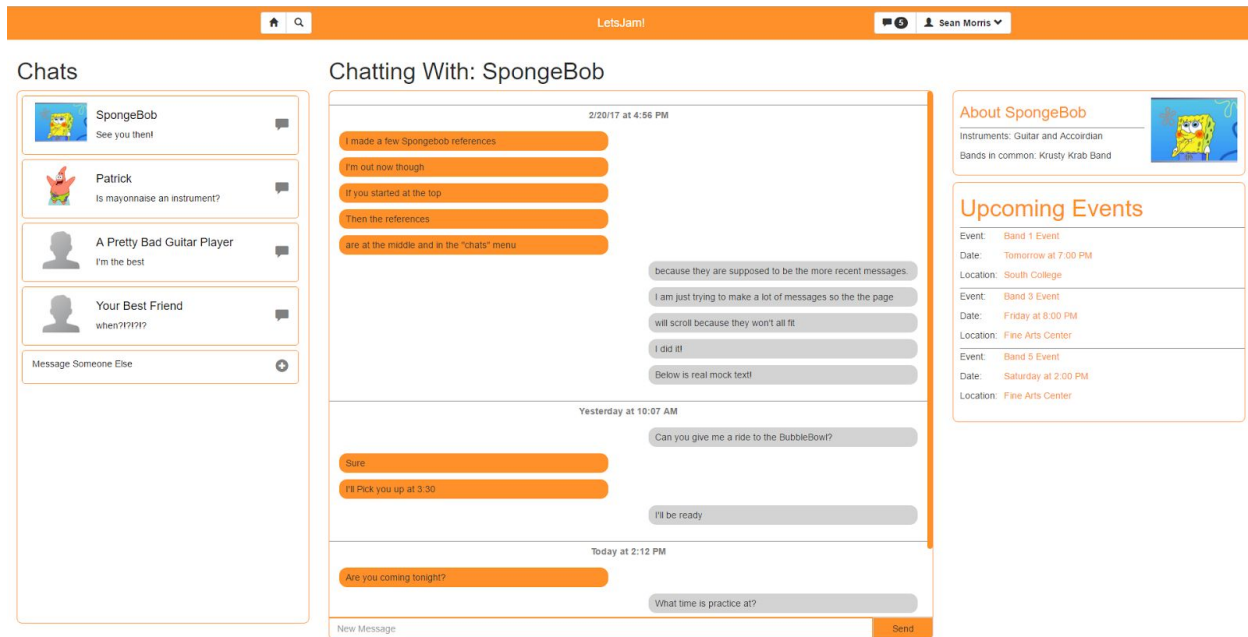 LetsJam!
5
Sean Morris
Chats
SpongeBob
See you then!
Patrick
Is mayonnaise an instrument?
A Pretty Bad Guitar Player
I'm the best
Your Best Friend
when?!?!?!?
Message Someone Else
Chatting With: SpongeBob
2/20/17 at 4:56 PM
I made a few Spongebob references
I'm out now though
If you started at the top
Then the references
are at the middle and in the "chats" menu
because they are supposed to be the more recent messages.
I am just trying to make a lot of messages so the the page
will scroll because they won't all fit
I did it!
Below is real mock text!
Yesterday at 10:07 AM
Can you give me a ride to the BubbleBowl?
Sure
I'll Pick you up at 3:30
I'll be ready
Today at 2:12 PM
Are you coming tonight?
What time is practice at?
New Message
Send
About SpongeBob
Instruments: Guitar and Accoirdian
Bands in common: Krusty Krab Band
Upcoming Events
Event: Band 1 Event
Date: Tomorrow at 7:00 PM
Location: South College
Event: Band 3 Event
Date: Friday at 8:00 PM
Location: Fine Arts Center
Event: Band 5 Event
Date: Saturday at 2:00 PM
Location: Fine Arts Center